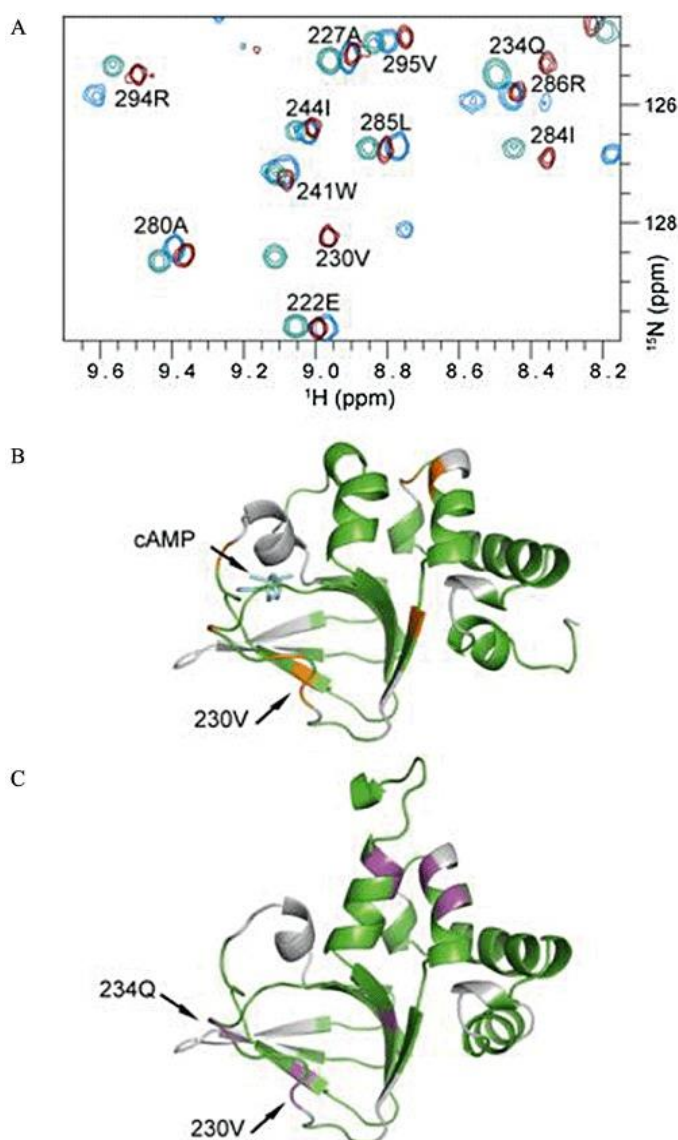 A
227A
295V
234Q
294R
286R
126
244I
285L
284I
241W
280A
230V
128
222E
¹⁵N (ppm)
9.6 9.4 9.2 9.0 8.8 8.6 8.4 8.2
¹H (ppm)
B
cAMP
230V
C
234Q
230V